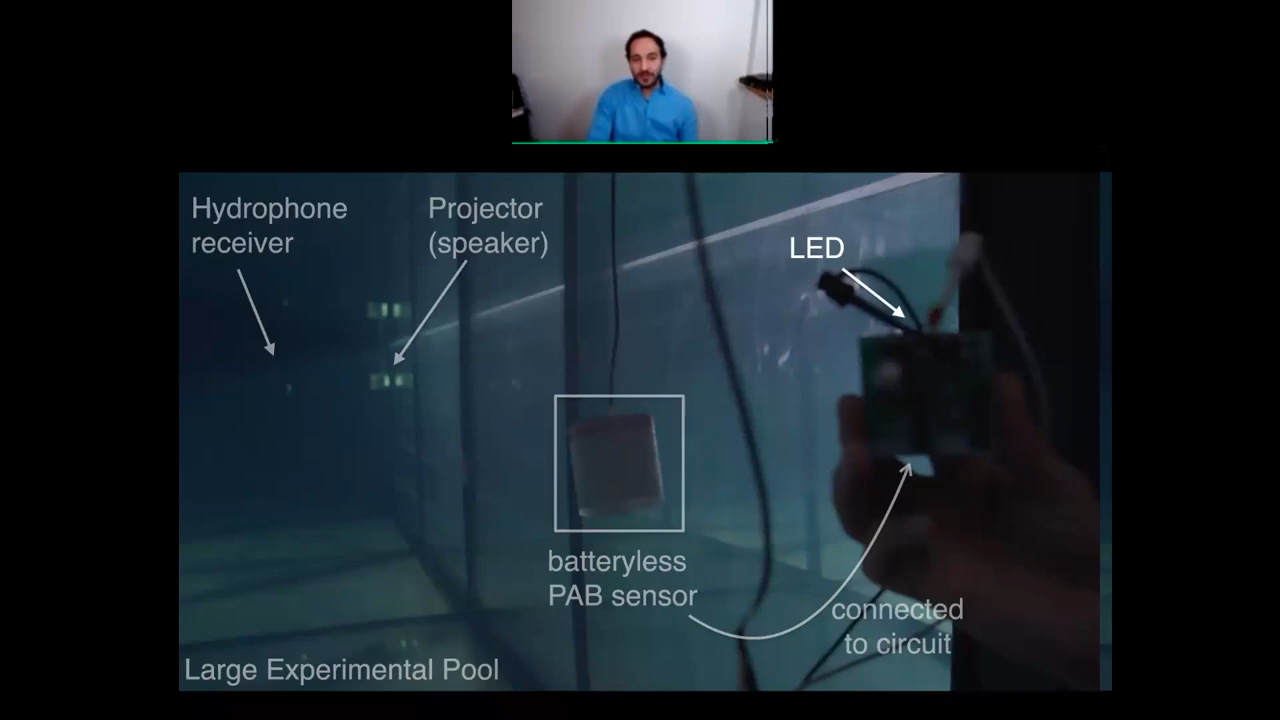 Hydrophone
receiver
Projector
(speaker)
LED
batteryless
PAB sensor
connected
to circuit
Large Experimental Pool